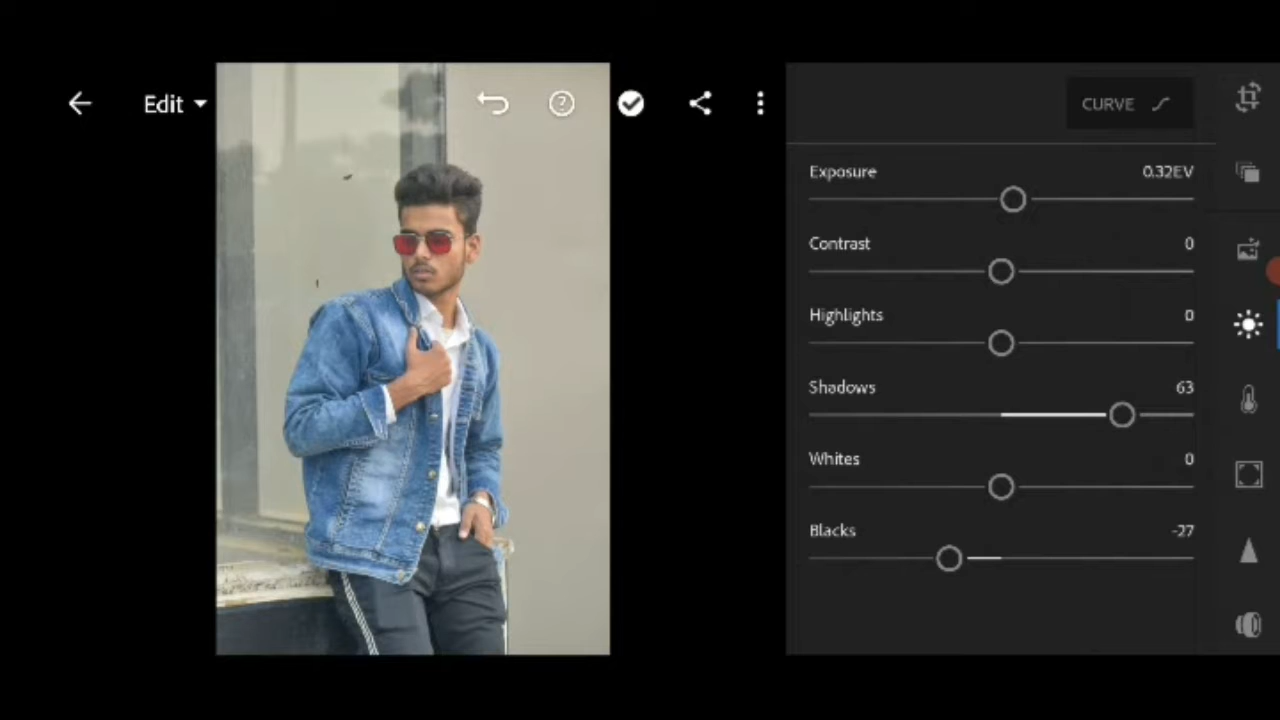 Edit
CURVE
Exposure 0.32EV
Contrast 0
Highlights 0
Shadows 63
Whites 0
Blacks -27